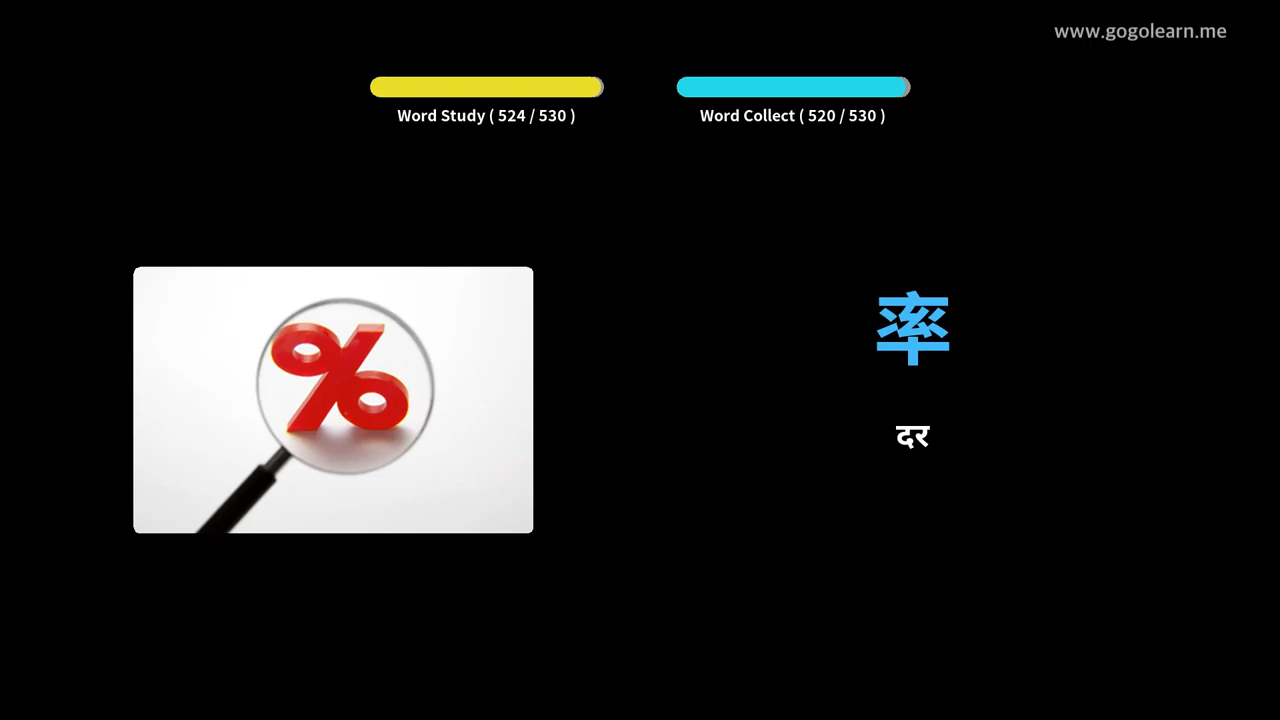 www.gogolearn.me
Word Study ( 524 / 530 )
Word Collect ( 520 / 530 )
%
率
दर